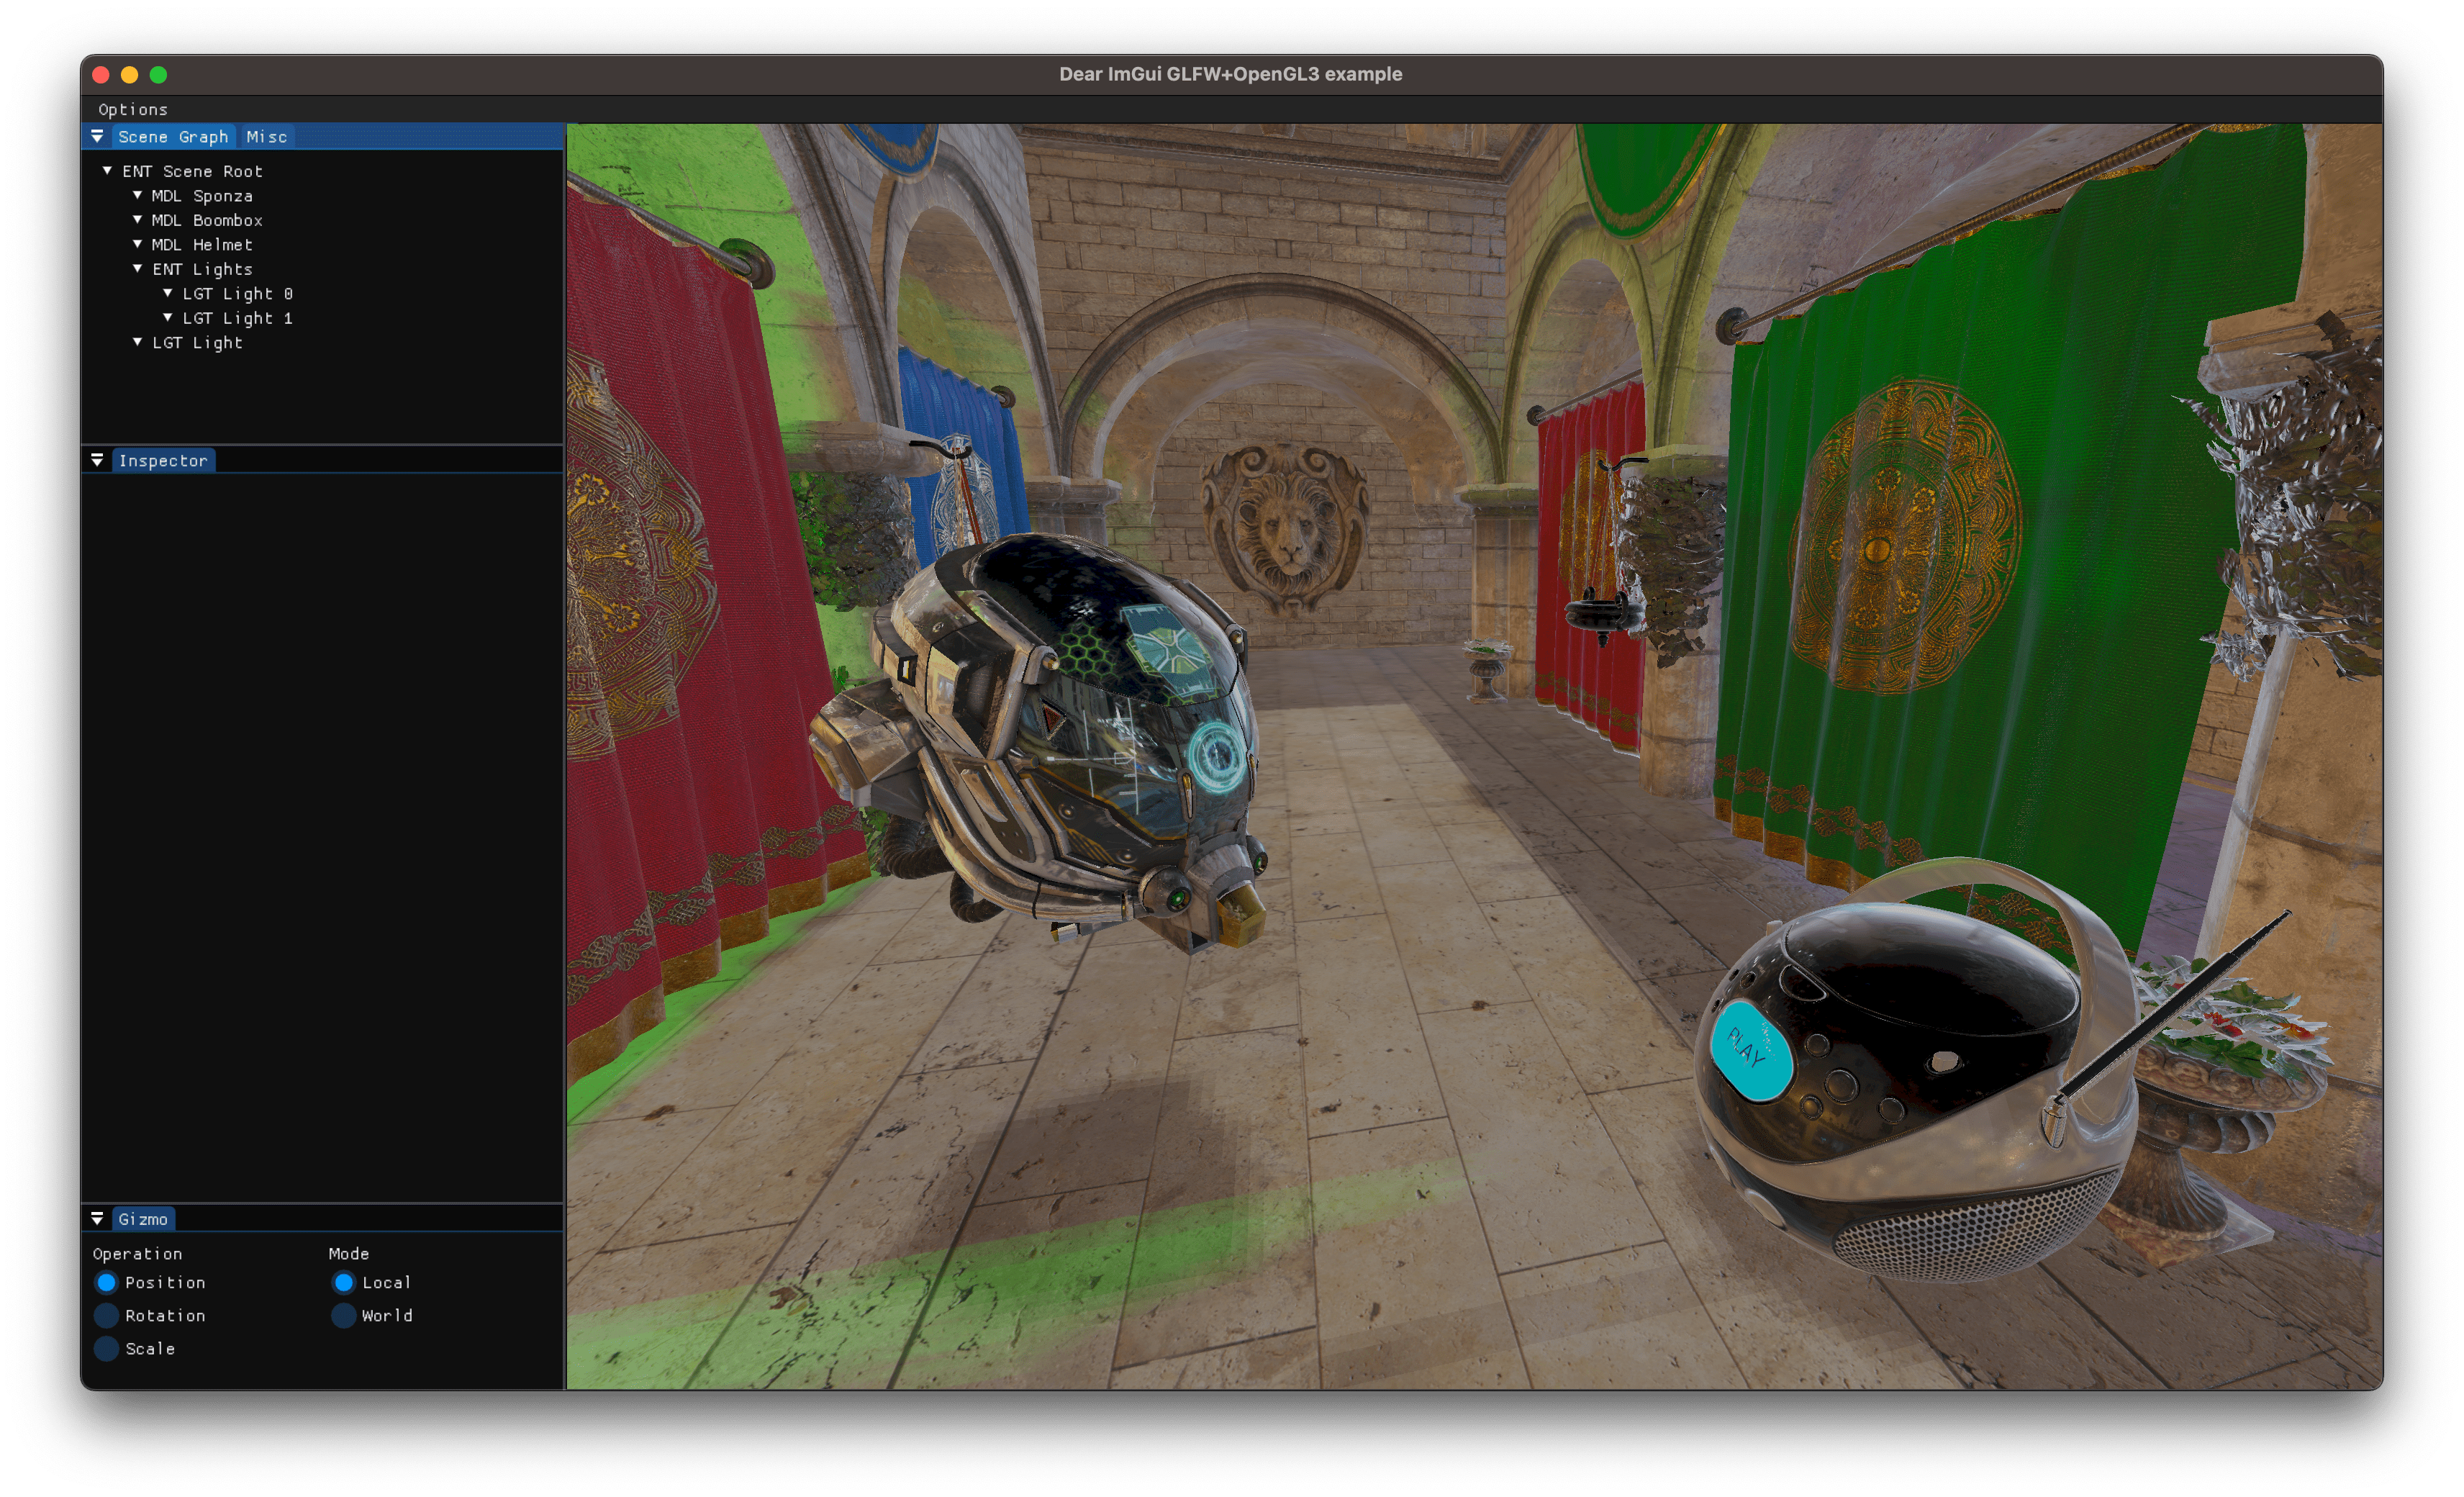 Dear ImGui GLFW+OpenGL3 example
Options
Scene Graph Misc
ENT Scene Root
MDL Sponza
MDL Boombox
MDL Helmet
ENT Lights
LGT Light 0
LGT Light 1
LGT Light
Inspector
Gizmo
Operation Mode
Position Local
Rotation World
Scale
PLAY